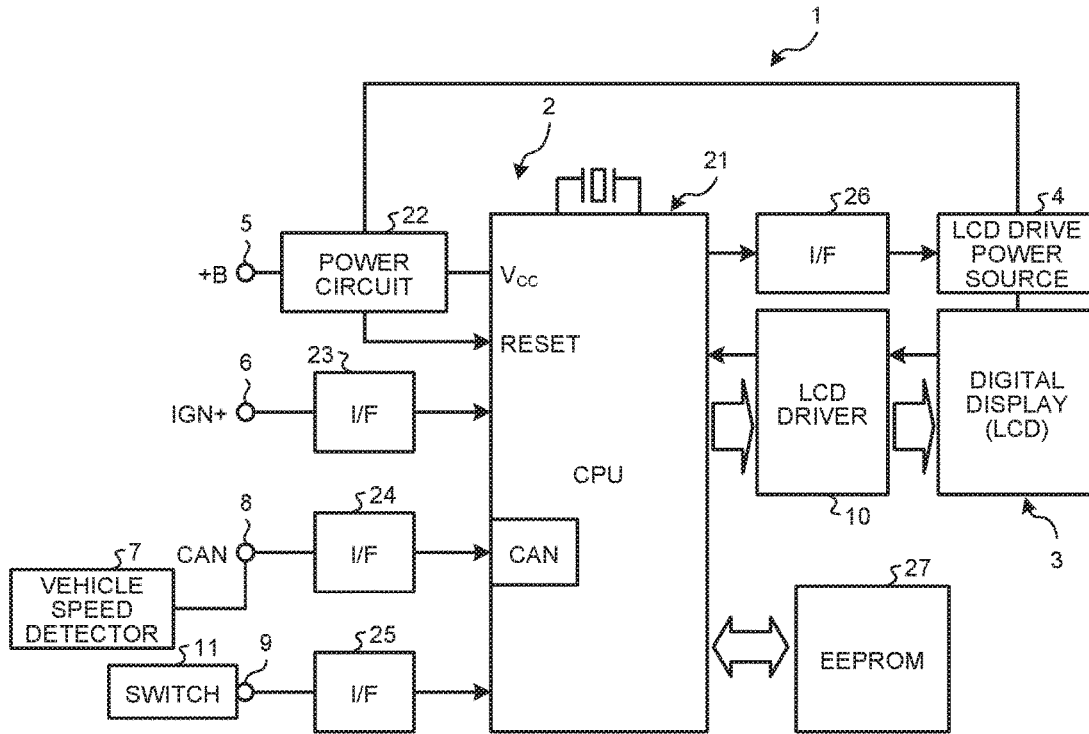 1
2
21
22
26
4
5
+B
POWER
CIRCUIT
VCC
I/F
LCD DRIVE
POWER
SOURCE
RESET
23
6
IGN+
I/F
LCD
DRIVER
DIGITAL
DISPLAY
(LCD)
CPU
24
8
10
3
7
CAN
I/F
CAN
27
VEHICLE
SPEED
DETECTOR
25
11
9
SWITCH
I/F
EEPROM